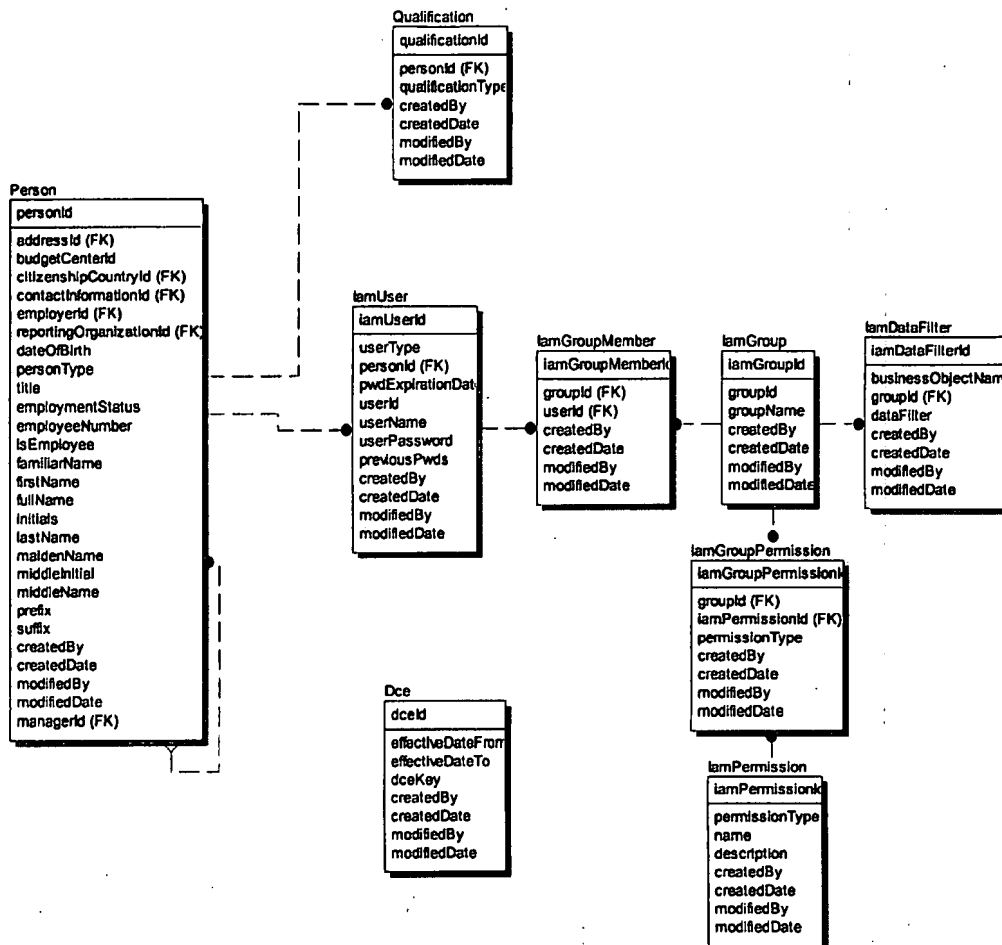 Qualification
qualificationId
personId (FK)
qualificationType
createdBy
createdDate
modifiedBy
modifiedDate
Person
personId
addressId (FK)
budgetCenterId
citizenshipCountryId (FK)
contactInformationId (FK)
employerId (FK)
reportingOrganizationId (FK)
dateOfBirth
personType
title
employmentStatus
employeeNumber
isEmployee
familiarName
firstName
fullName
initials
lastName
maidenName
middleInitial
middleName
prefix
suffix
createdBy
createdDate
modifiedBy
modifiedDate
managerId (FK)
IamUser
iamUserId
userType
personId (FK)
pwdExpirationDat
userId
userName
userPassword
previousPwds
createdBy
createdDate
modifiedBy
modifiedDate
IamGroupMember
iamGroupMemberId
groupId (FK)
userId (FK)
createdBy
createdDate
modifiedBy
modifiedDate
IamGroup
iamGroupId
groupId
groupName
createdBy
createdDate
modifiedBy
modifiedDate
IamDataFilter
iamDataFilterId
businessObjectNam
groupId (FK)
dataFilter
createdBy
createdDate
modifiedBy
modifiedDate
IamGroupPermission
iamGroupPermissionI
groupId (FK)
iamPermissionId (FK)
permissionType
createdBy
createdDate
modifiedBy
modifiedDate
Dce
dceId
effectiveDateFrom
effectiveDateTo
dceKey
createdBy
createdDate
modifiedBy
modifiedDate
IamPermission
iamPermissionI
permissionType
name
description
createdBy
createdDate
modifiedBy
modifiedDate